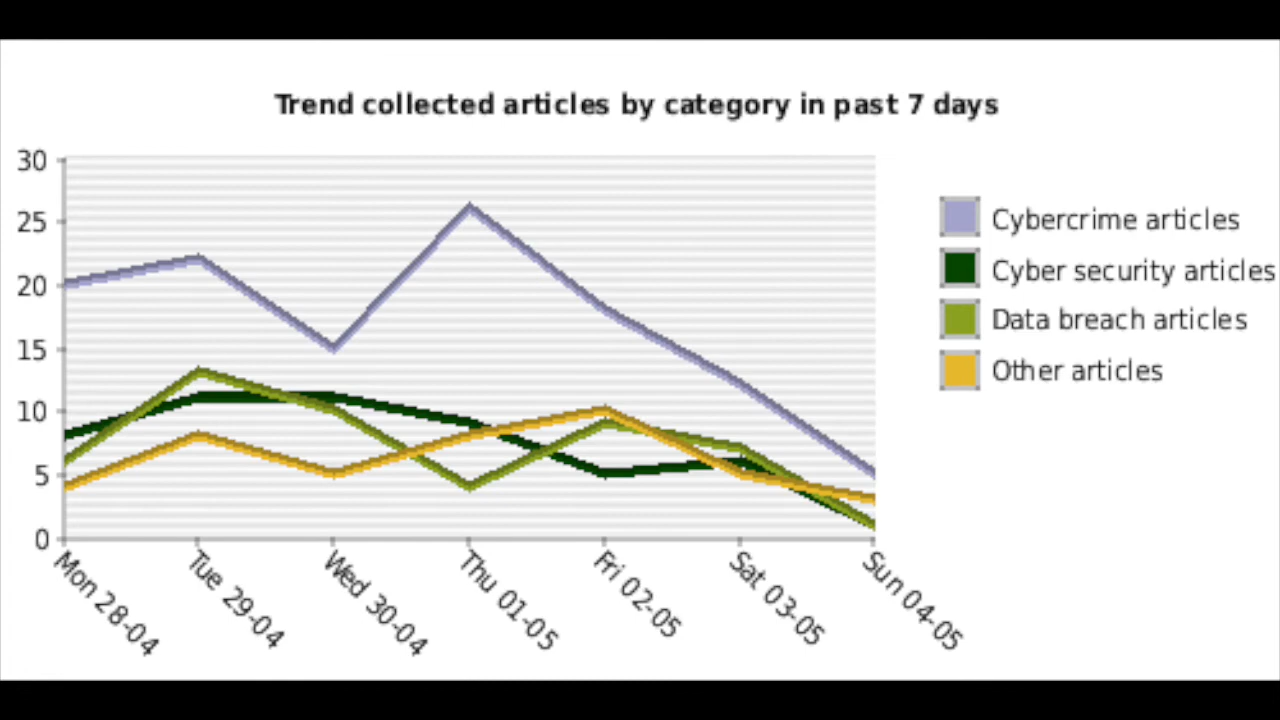 Trend collected articles by category in past 7 days
30
25
20
15
10
5
0
Mon 28-04
Tue 29-04
Wed 30-04
Thu 01-05
Fri 02-05
Sat 03-05
Sun 04-05
Cybercrime articles
Cyber security articles
Data breach articles
Other articles